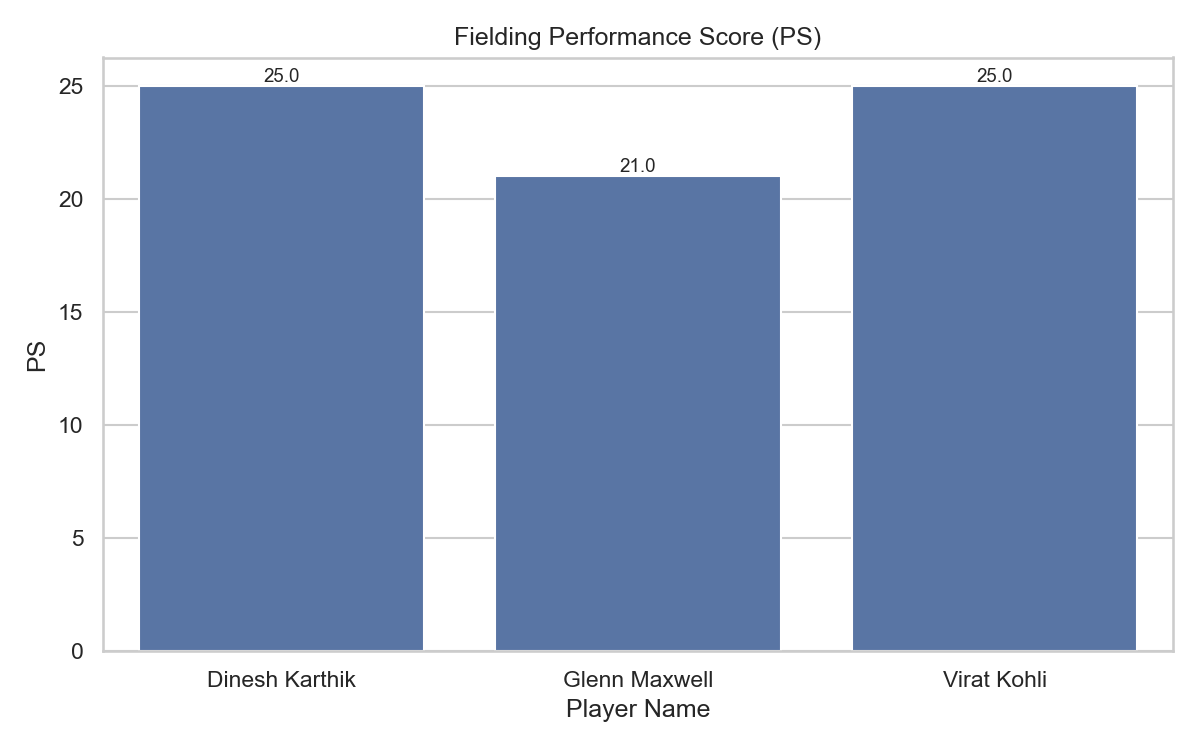 Fielding Performance Score (PS)
25.0
21.0
25.0
25
20
15
10
5
0
PS
Dinesh Karthik
Glenn Maxwell
Virat Kohli
Player Name